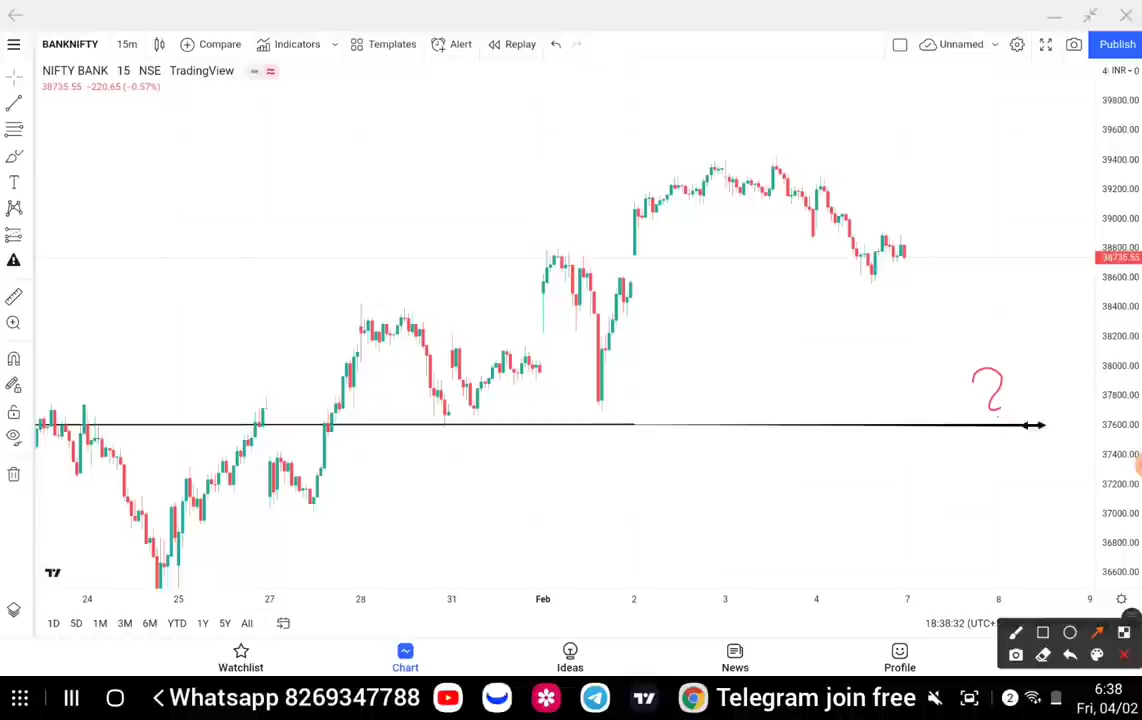 BANKNIFTY 15m Compare Indicators Templates Alert Replay Unnamed Publish
NIFTY BANK 15 NSE TradingView
INR
38735.55 -220.65 (-0.57%)
39800.00
39600.00
39400.00
39200.00
39000.00
38800.00
38735.55
38600.00
38400.00
38200.00
38000.00
37800.00
?
37600.00
37400.00
37200.00
37000.00
36800.00
36600.00
24 25 27 28 31 Feb 2 3 4 7 8 9
1D 5D 1M 3M 6M YTD 1Y 5Y All 18:38:32 (UTC+
Watchlist Chart Ideas News Profile
Whatsapp 8269347788 Telegram join free 2 6:38
Fri, 04/02